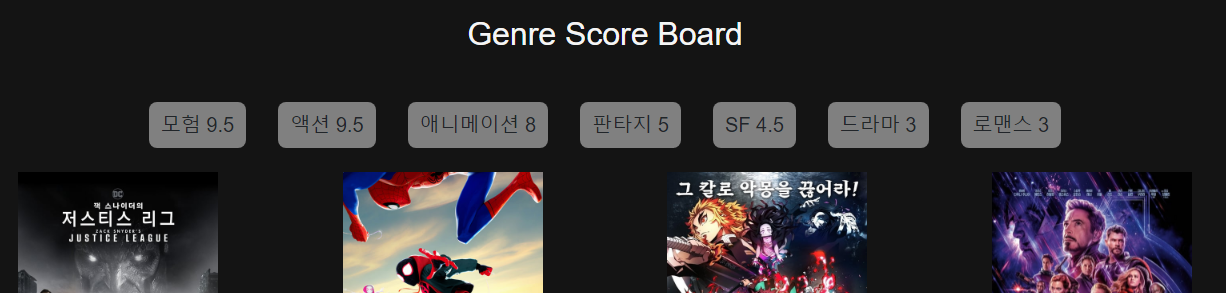 Genre Score Board
모험 9.5
액션 9.5
애니메이션 8
판타지 5
SF 4.5
드라마 3
로맨스 3
DC
잭 스나이더의
저스티스 리그
ZACK SNYDER'S
JUSTICE LEAGUE
그 칼로 악몽을 끊어라!